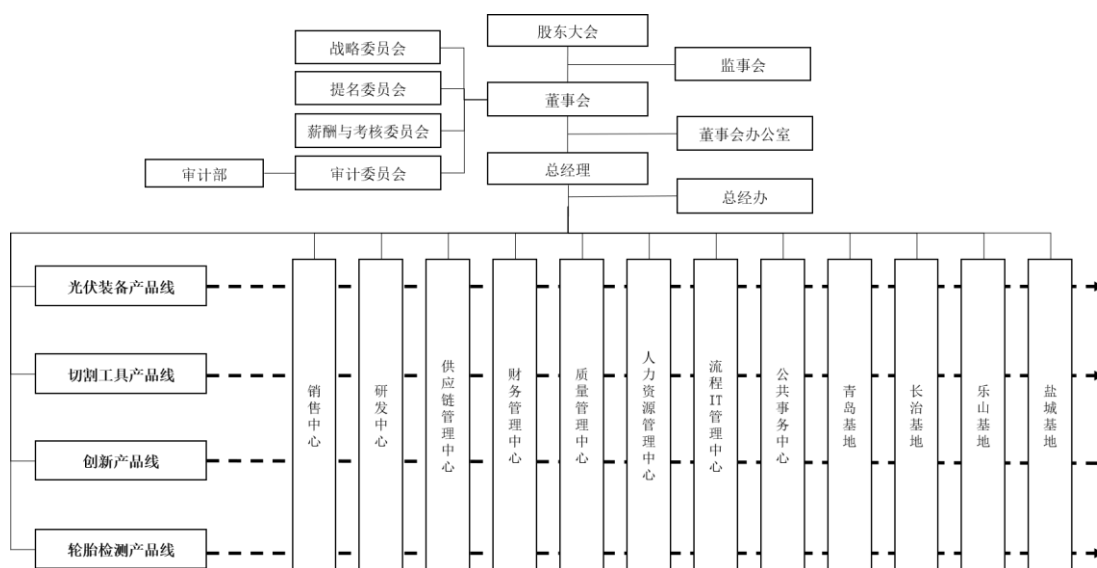 股东大会
战略委员会
监事会
提名委员会
董事会
薪酬与考核委员会
董事会办公室
审计部
审计委员会
总经理
总经办
光伏装备产品线
切割工具产品线
创新产品线
轮胎检测产品线
销售中心
研发中心
供应链管理中心
财务管理中心
质量管理中心
人力资源管理中心
流程IT管理中心
公共事务中心
青岛基地
长治基地
乐山基地
盐城基地